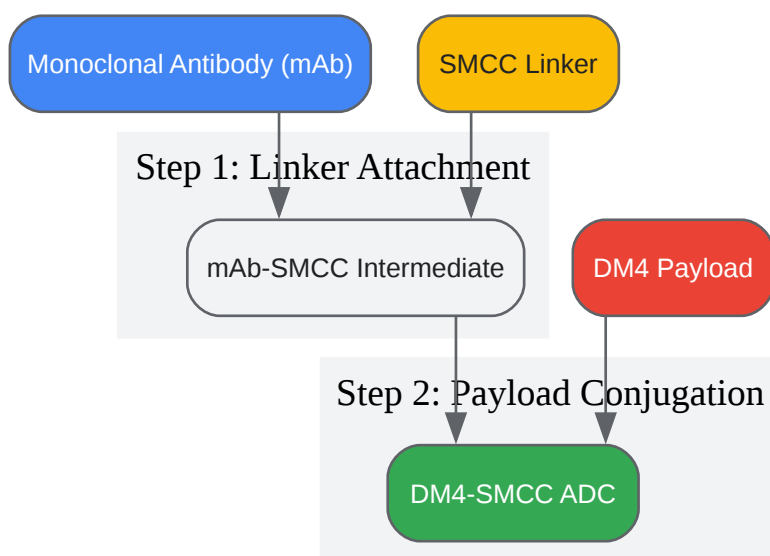 Monoclonal Antibody (mAb)
SMCC Linker
Step 1: Linker Attachment
mAb-SMCC Intermediate
DM4 Payload
Step 2: Payload Conjugation
DM4-SMCC ADC